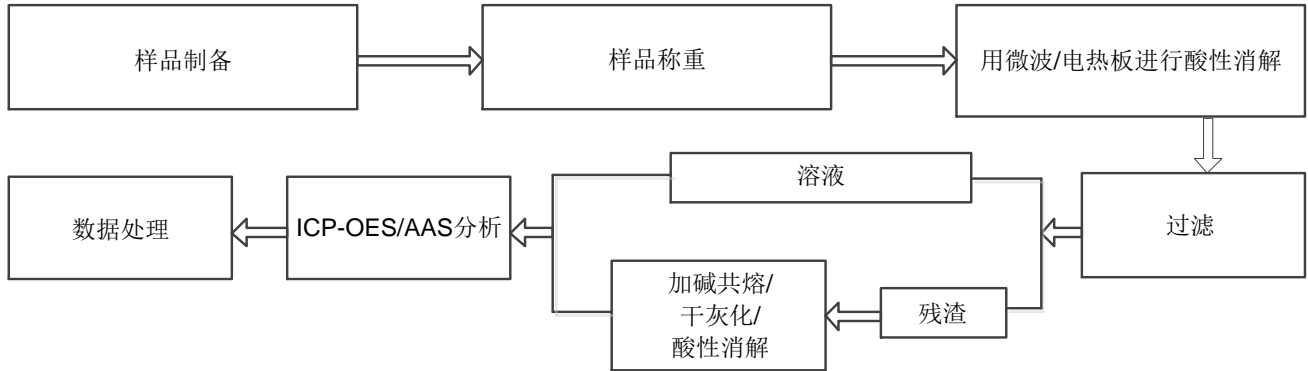 样品制备
样品称重
用微波/电热板进行酸性消解
过滤
溶液
残渣
加碱共熔/
干灰化/
酸性消解
ICP-OES/AAS分析
数据处理